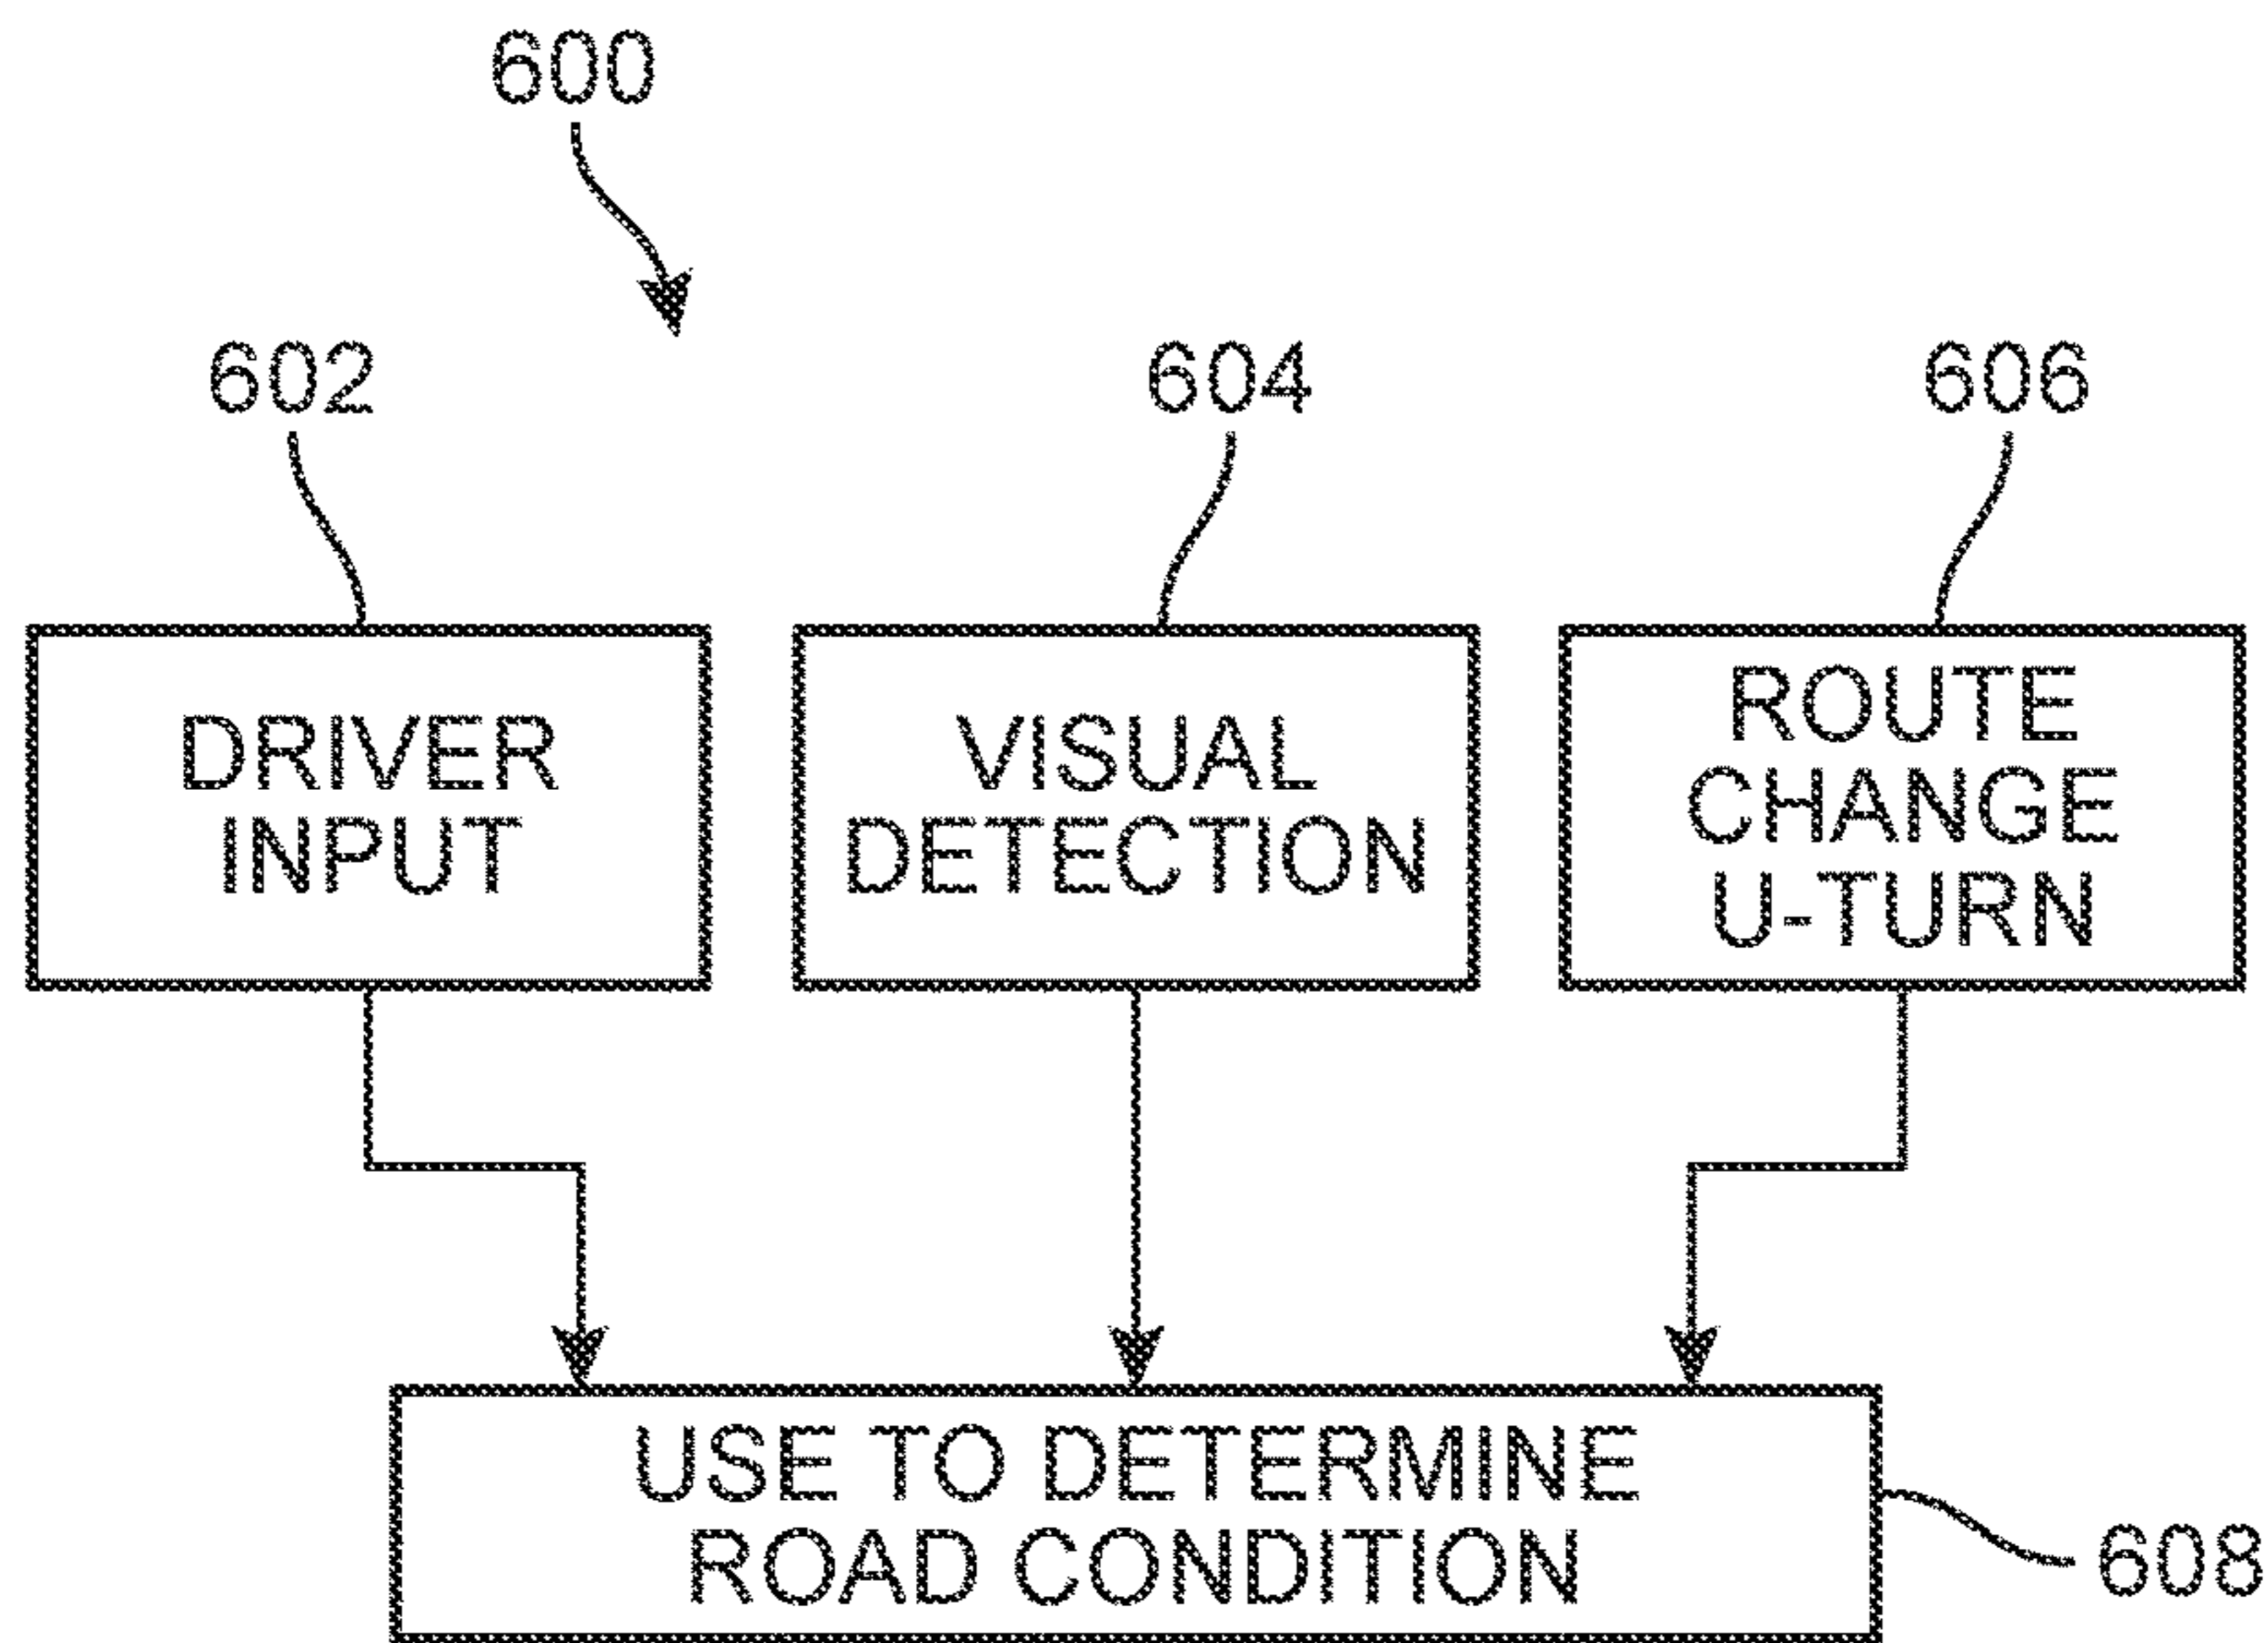 600
602
604
606
DRIVER
INPUT
VISUAL
DETECTION
ROUTE
CHANGE
U-TURN
USE TO DETERMINE
ROAD CONDITION
608